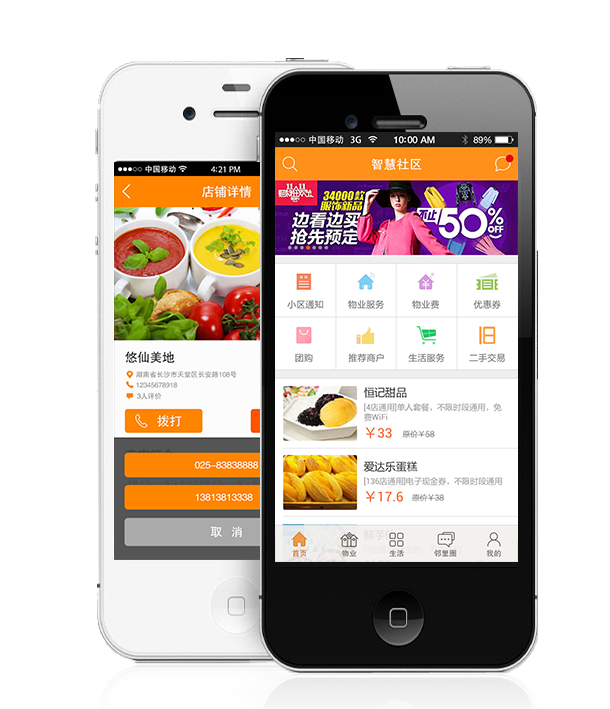 中国移动
4:21 PM
店铺详情
悠仙美地
湖南省长沙市天堂区长安路108号
12345678918
3人评价
拨打
025-83838888
13813813338
取 消
中国移动 3G
10:00 AM
89%
智慧社区
34000款
服饰新品
边看边买
抢先预定
50%
OFF
小区通知
物业服务
物业费
优惠券
团购
推荐商户
生活服务
二手交易
恒记甜品
[4店通用]单人套餐，不限时段通用，免
费WiFi
￥33 原价￥58
爱达乐蛋糕
[136店通用]电子现金券，不限时段通用
￥17.6 原价￥38
首页
物业
生活
邻里圈
我的